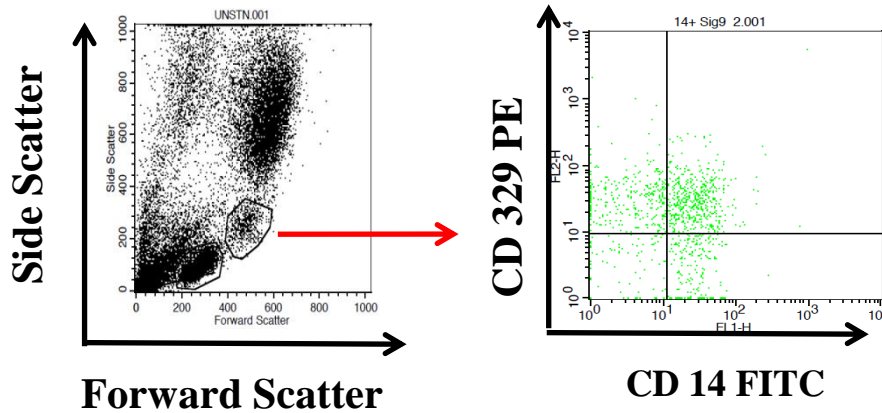 UNSTN.001
Side Scatter
Side Scatter
1000
800
600
400
200
0
0 200 400 600 800 1000
Forward Scatter
Forward Scatter
14+ Sig9 2.001
CD 329 PE
FL2-H
10^4
10^3
10^2
10^1
10^0
10^0 10^1 10^2 10^3 10
FL1-H
CD 14 FITC